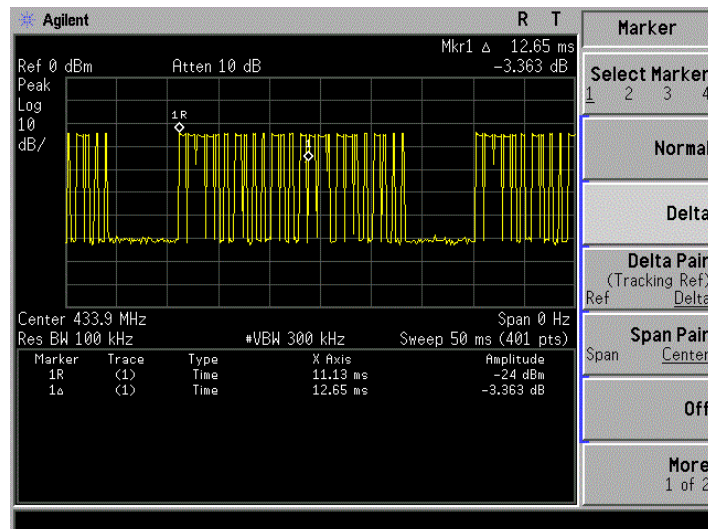 Agilent R T
Mkr1 Δ 12.65 ms
Ref 0 dBm Atten 10 dB -3.363 dB
Peak
Log
10
dB/
1R
1
Center 433.9 MHz Span 0 Hz
Res BW 100 kHz #VBW 300 kHz Sweep 50 ms (401 pts)
Marker Trace Type X Axis Amplitude
1R (1) Time 11.13 ms -24 dBm
1Δ (1) Time 12.65 ms -3.363 dB
Marker
Select Marker
1 2 3 4
Normal
Delta
Delta Pair
(Tracking Ref)
Ref Delta
Span Pair
Span Center
Off
More
1 of 2